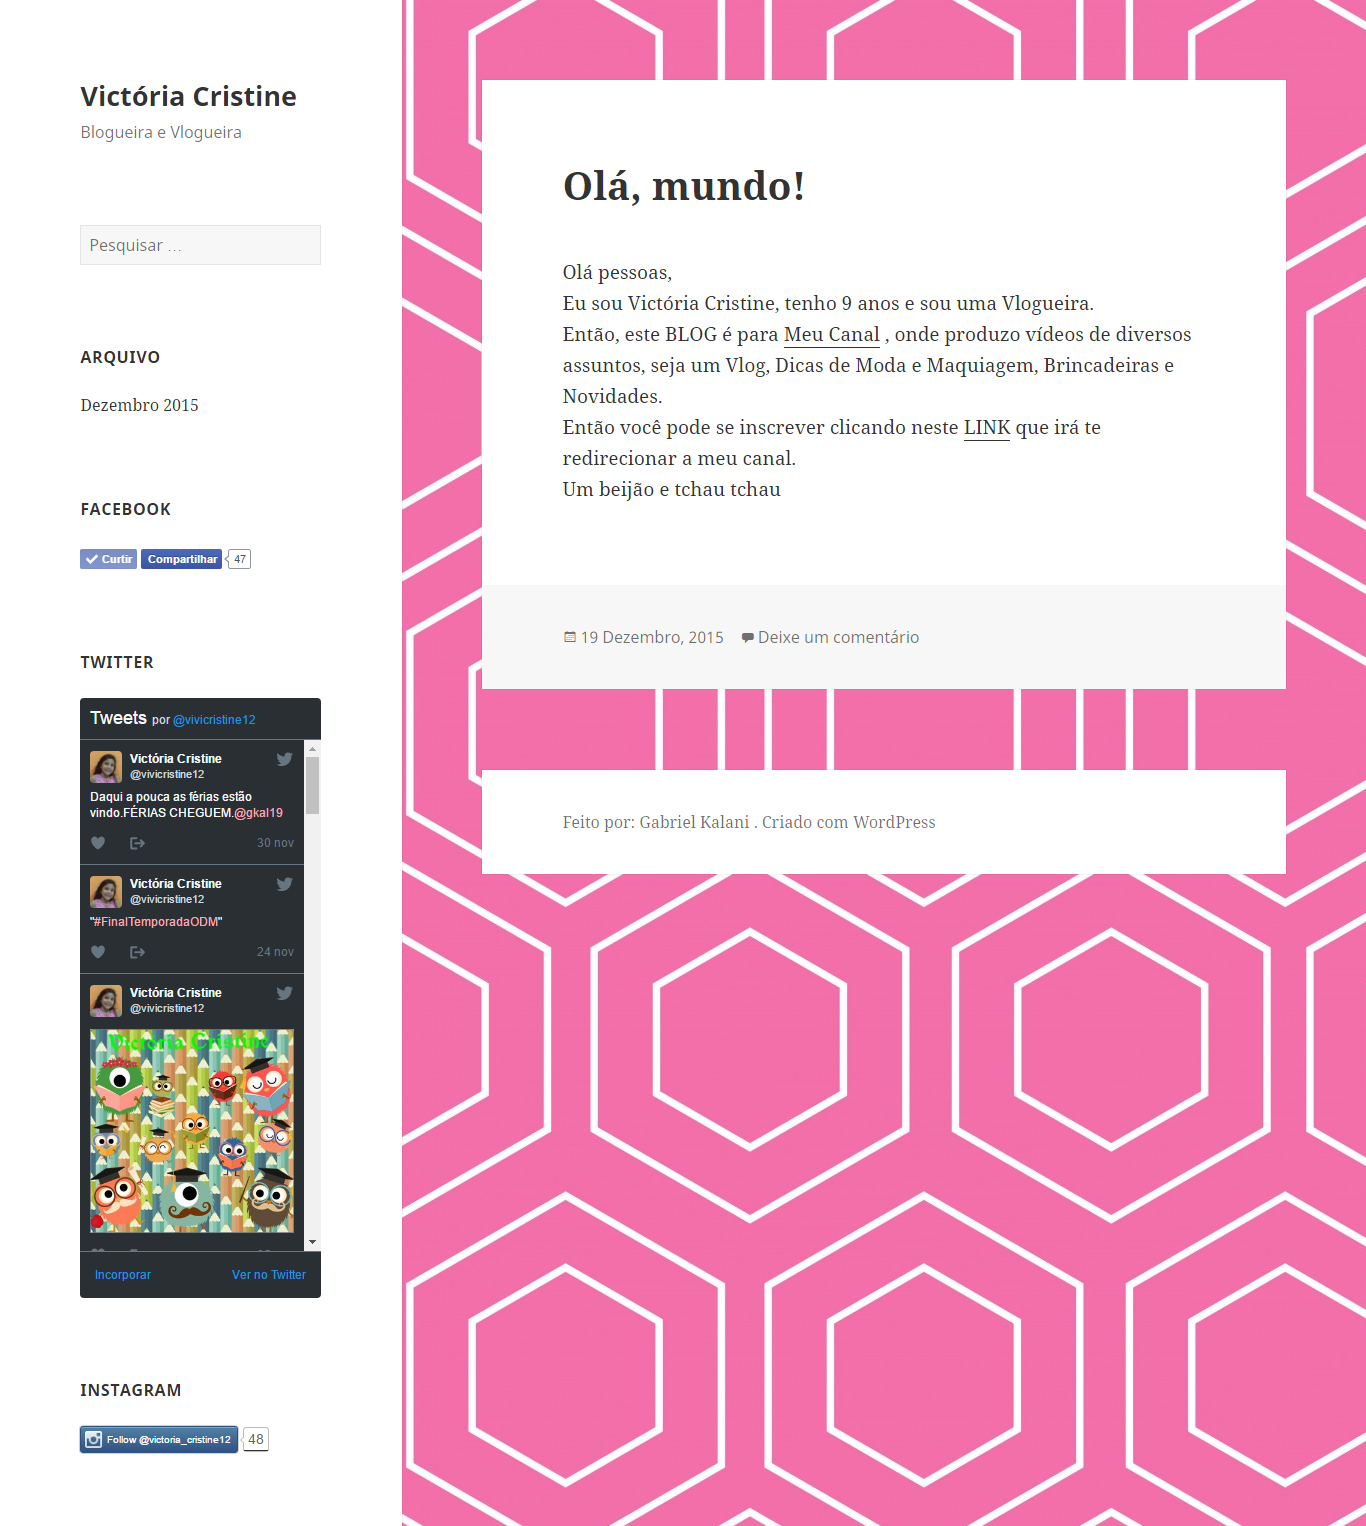 Victória Cristine
Blogueira e Vlogueira
Pesquisar ...
ARQUIVO
Dezembro 2015
FACEBOOK
Curtir Compartilhar 47
TWITTER
Tweets por @vivicristine12
Victória Cristine
@vivicristine12
Daqui a pouca as férias estão
vindo.FÉRIAS CHEGUEM.@gkal19
30 nov
Victória Cristine
@vivicristine12
"#FinalTemporadaODM"
24 nov
Victória Cristine
@vivicristine12
Victoria Cristine
Incorporar Ver no Twitter
INSTAGRAM
Follow @victoria_cristine12 48
Olá, mundo!
Olá pessoas,
Eu sou Victória Cristine, tenho 9 anos e sou uma Vlogueira.
Então, este BLOG é para Meu Canal , onde produzo vídeos de diversos
assuntos, seja um Vlog, Dicas de Moda e Maquiagem, Brincadeiras e
Novidades.
Então você pode se inscrever clicando neste LINK que irá te
redirecionar a meu canal.
Um beijão e tchau tchau
19 Dezembro, 2015 Deixe um comentário
Feito por: Gabriel Kalani . Criado com WordPress